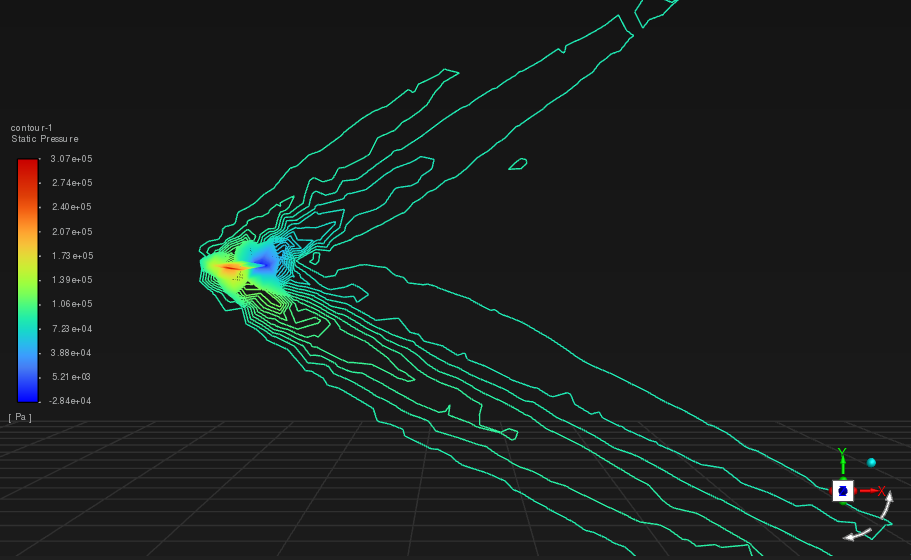 contour-1
Static Pressure
3.07e+05
2.74e+05
2.40e+05
2.07e+05
1.73e+05
1.39e+05
1.06e+05
7.23e+04
3.88e+04
5.21e+03
-2.84e+04
[ Pa ]
Y
X